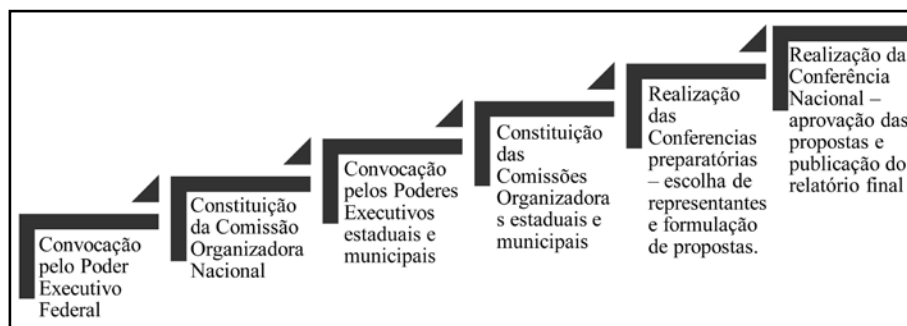 Convocação
pelo Poder
Executivo
Federal
Constituição
da Comissão
Organizadora
Nacional
Convocação
pelos Poderes
Executivos
estaduais e
municipais
Constituição
das
Comissões
Organizadora
s estaduais e
municipais
Realização
das
Conferencias
preparatórias
– escolha de
representantes
e formulação
de propostas.
Realização da
Conferência
Nacional –
aprovação das
propostas e
publicação do
relatório final